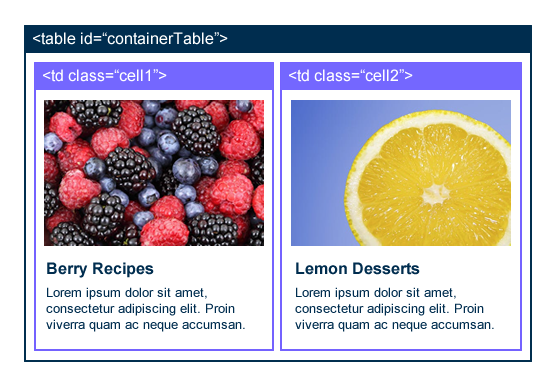 <table id=“containerTable”>
<td class=“cell1”>
<td class=“cell2”>
Berry Recipes
Lorem ipsum dolor sit amet,
consectetur adipiscing elit. Proin
viverra quam ac neque accumsan.
Lemon Desserts
Lorem ipsum dolor sit amet,
consectetur adipiscing elit. Proin
viverra quam ac neque accumsan.